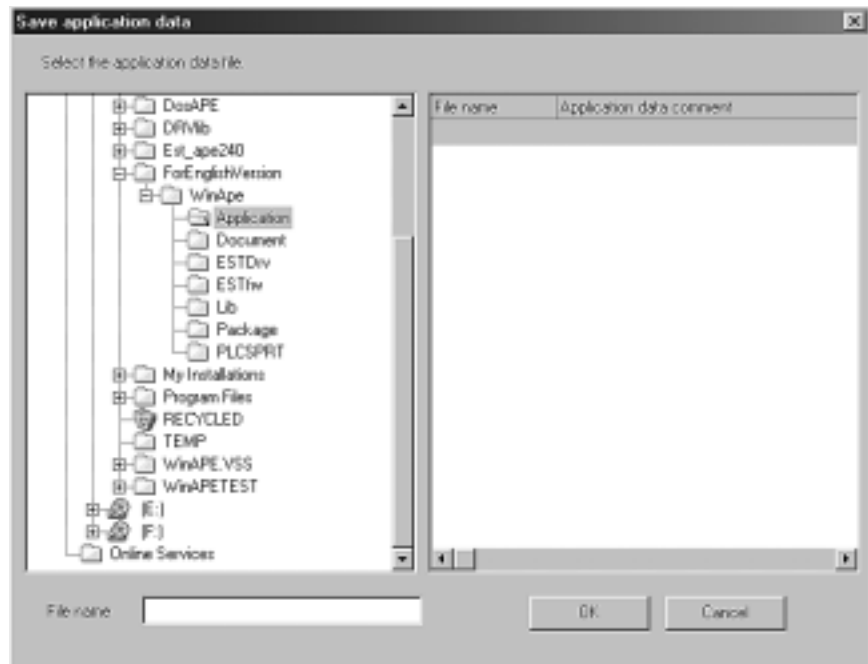 Save application data
Select the application data file.
DosAPE
DRVlib
Est_ape240
ForEnglishVersion
WinApe
Application
Document
ESTDrv
ESTfw
Lib
Package
PLCSPRT
My Installations
Program Files
RECYCLED
TEMP
WinAPE.VSS
WinAPETEST
(E:)
(F:)
Online Services
File name Application data comment
File name
OK Cancel